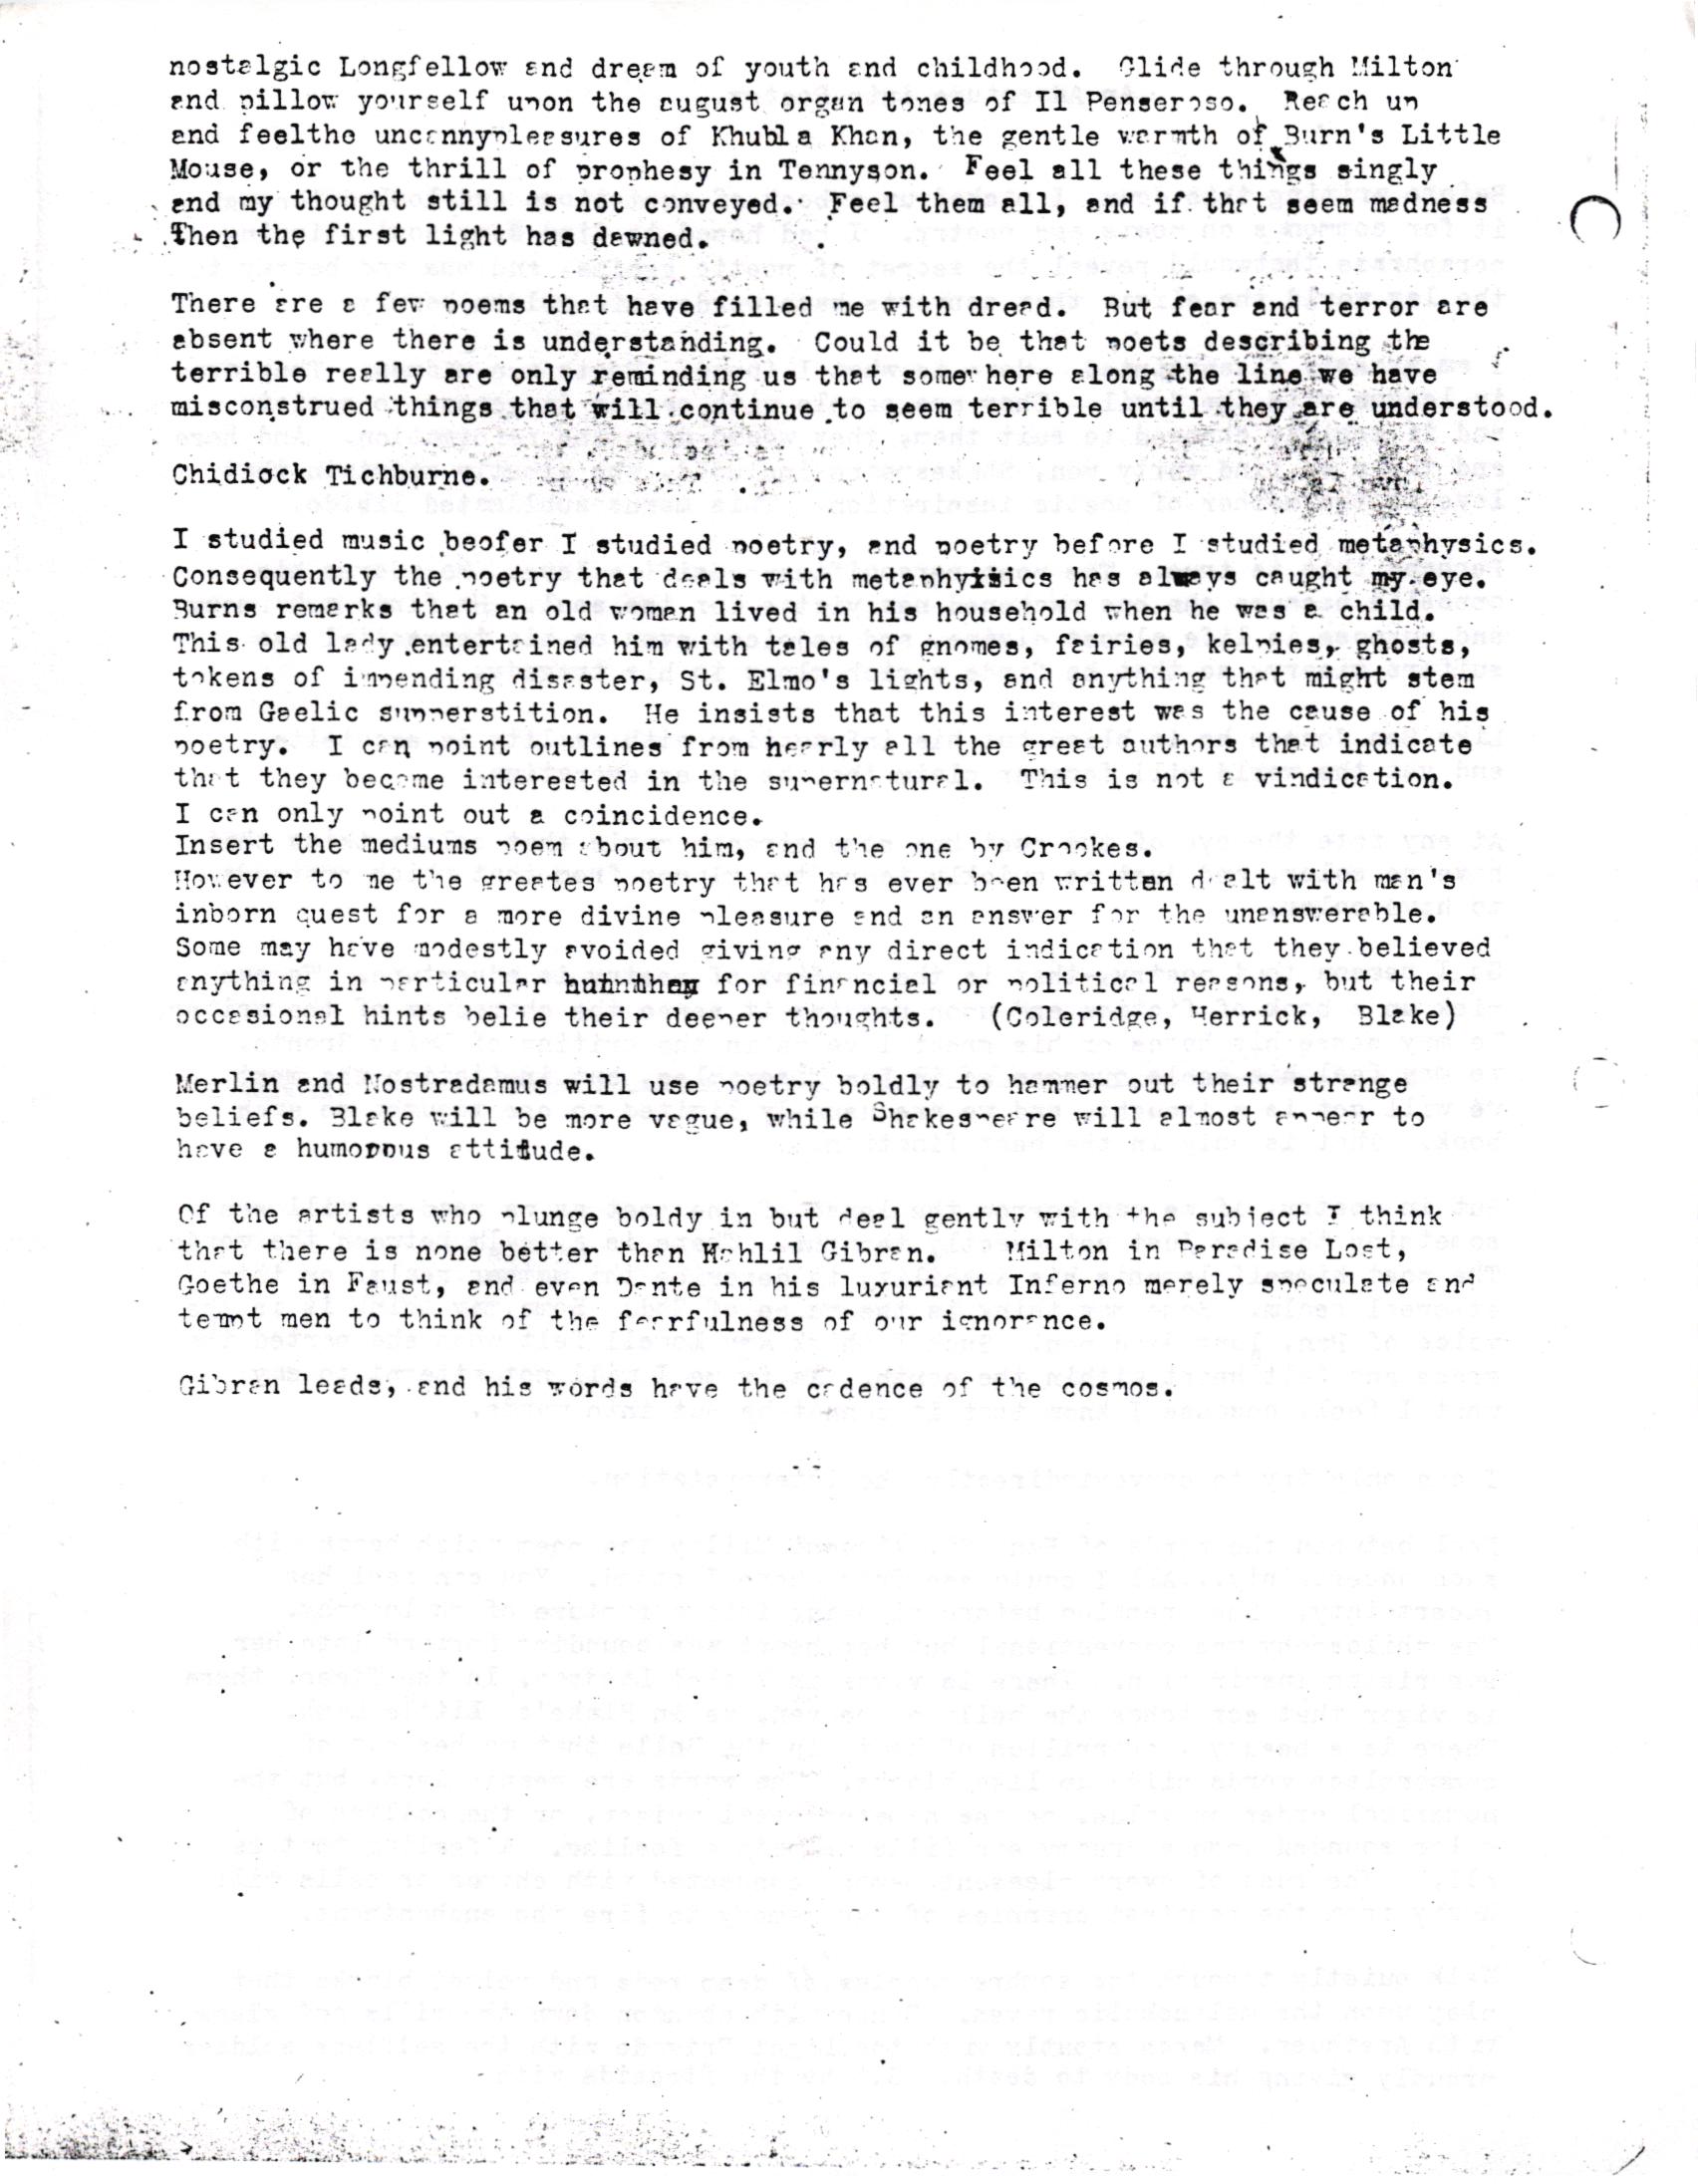 nostalgic Longfellow and dream of youth and childhood.  Glide through Milton
and pillow yourself upon the august organ tones of Il Penseroso.  Reach up
and feelthe uncannypleasures of Khubla Khan, the gentle warmth of Burn's Little
Mouse, or the thrill of prophesy in Tennyson.  Feel all these things singly
and my thought still is not conveyed.  Feel them all, and if that seem madness
Then the first light has dawned.
There are a few poems that have filled me with dread.  But fear and terror are
absent where there is understanding.  Could it be that poets describing the
terrible really are only reminding us that somewhere along the line we have
misconstrued things that will continue to seem terrible until they are understood.
Chidiock Tichburne.
I studied music beofer I studied poetry, and poetry before I studied metaphysics.
Consequently the poetry that deals with metaphyisics has always caught my eye.
Burns remarks that an old woman lived in his household when he was a child.
This old lady entertained him with tales of gnomes, fairies, kelpies, ghosts,
tokens of impending disaster, St. Elmo's lights, and anything that might stem
from Gaelic supperstition.  He insists that this interest was the cause of his
poetry.  I can point outlines from hearly all the great authors that indicate
that they became interested in the supernatural.  This is not a vindication.
I can only point out a coincidence.
Insert the mediums poem about him, and the one by Crookes.
However to me the greates poetry that has ever been written dealt with man's
inborn quest for a more divine pleasure and an answer for the unanswerable.
Some may have modestly avoided giving any direct indication that they believed
anything in particular for financial or political reasons, but their
occasional hints belie their deeper thoughts.  (Coleridge, Herrick,  Blake)
Merlin and Nostradamus will use poetry boldly to hammer out their strange
beliefs. Blake will be more vague, while Shakespeare will almost appear to
have a humorous attitude.
Of the artists who plunge boldy in but deal gently with the subject I think
that there is none better than Kahlil Gibran.    Milton in Paradise Lost,
Goethe in Faust, and even Dante in his luxuriant Inferno merely speculate and
tempt men to think of the fearfulness of our ignorance.
Gibran leads, and his words have the cadence of the cosmos.